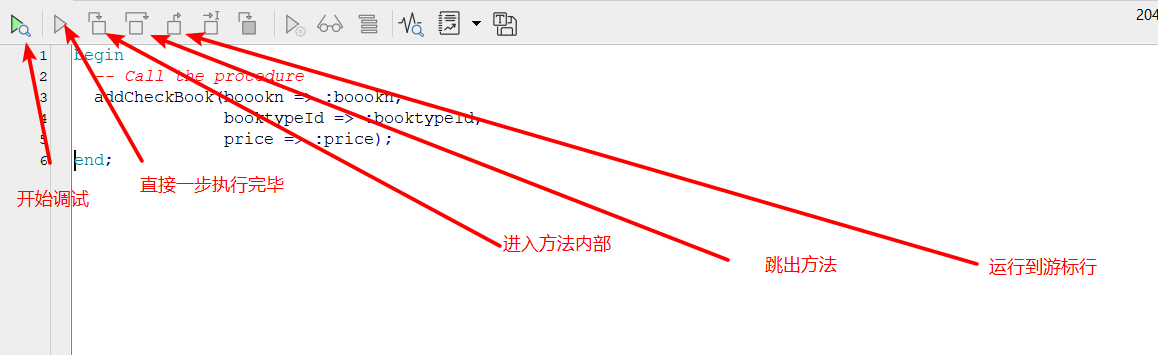 204
1 begin
2 -- Call the procedure
3 addCheckBook(boookn => :boookn,
4 booktypeId => :booktypeId,
5 price => :price);
6 end;
开始调试
直接一步执行完毕
进入方法内部
跳出方法
运行到游标行